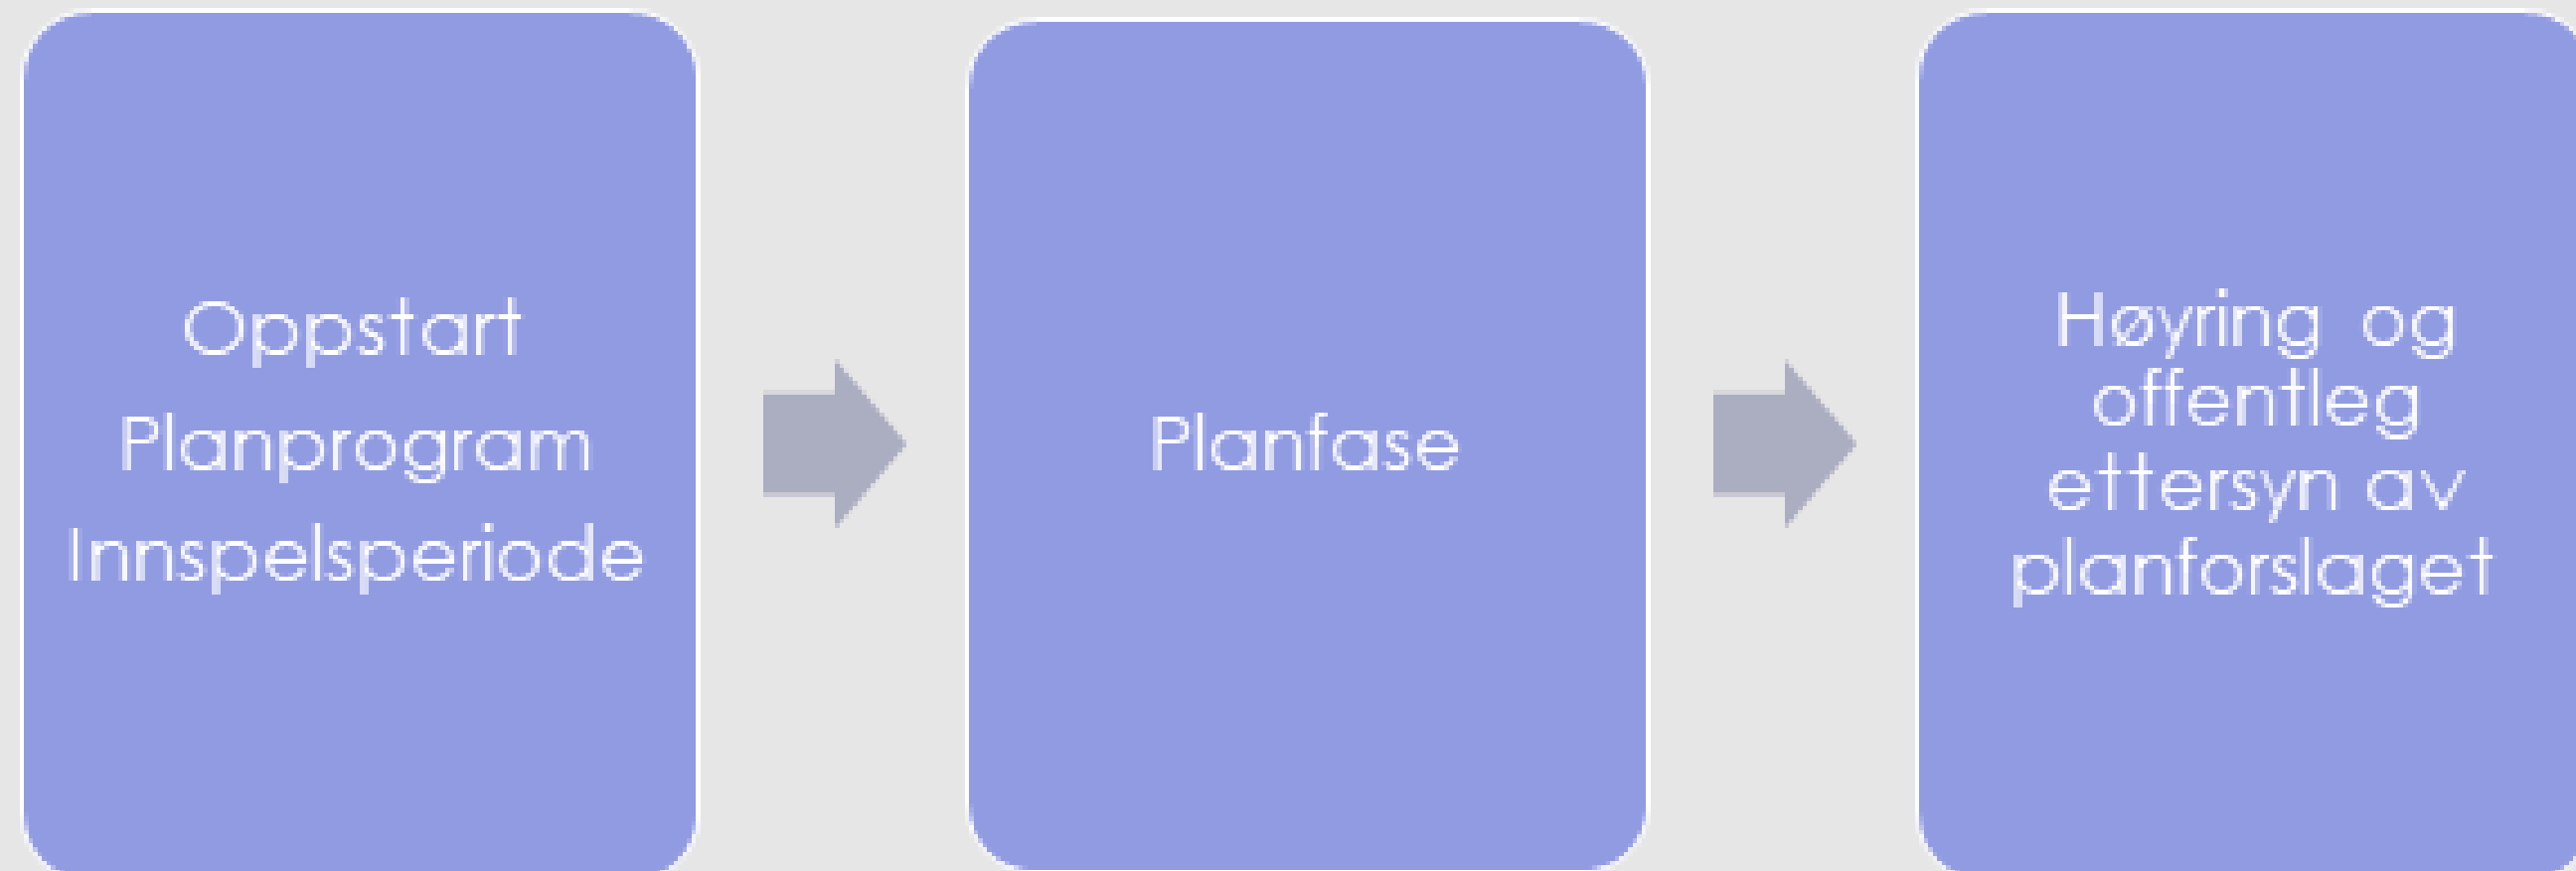 Oppstart
Planprogram
Innspelsperiode
Planfase
Høyring og
offentleg
ettersyn av
planforslaget